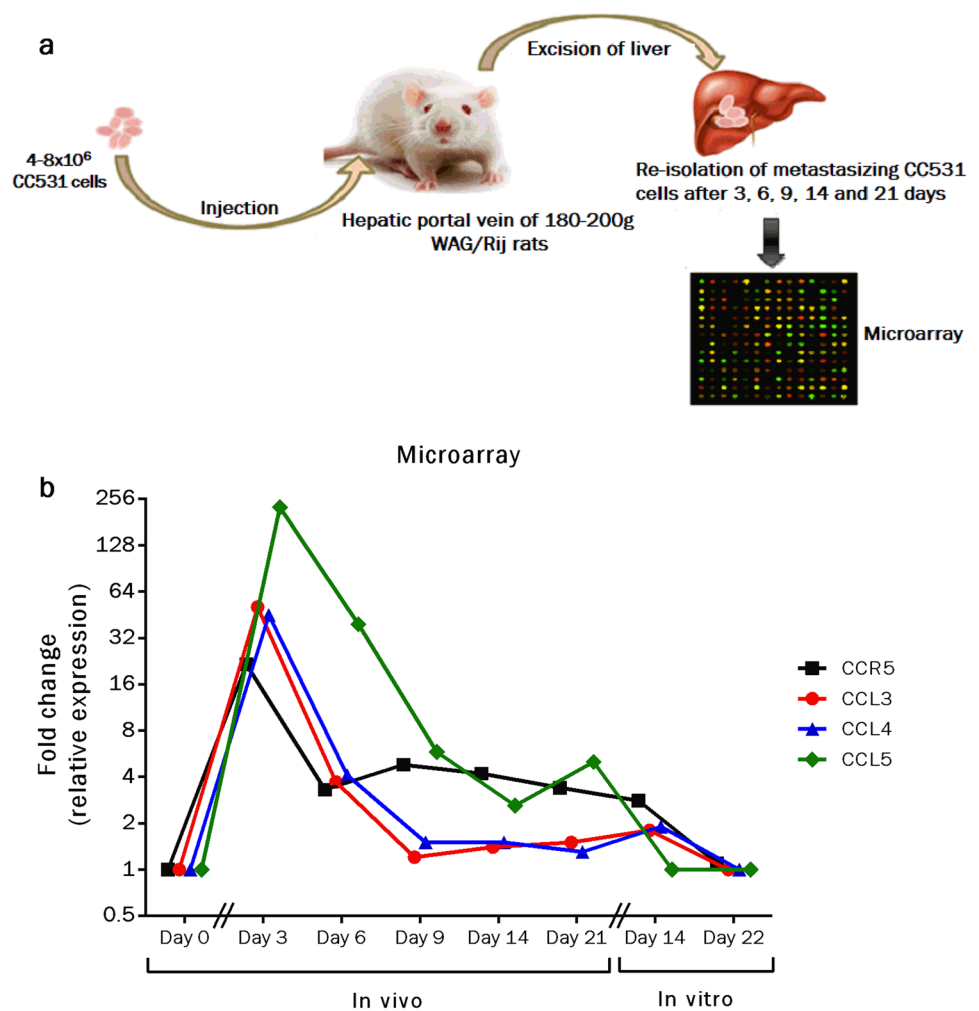 a
Excision of liver
4-8x10⁶
CC531 cells
Injection
Hepatic portal vein of 180-200g
WAG/Rij rats
Re-isolation of metastasizing CC531
cells after 3, 6, 9, 14 and 21 days
Microarray
Microarray
b
Fold change
(relative expression)
256
128
64
32
16
8
4
2
1
0.5
CCR5
CCL3
CCL4
CCL5
Day 0 Day 3 Day 6 Day 9 Day 14 Day 21 Day 14 Day 22
In vivo In vitro